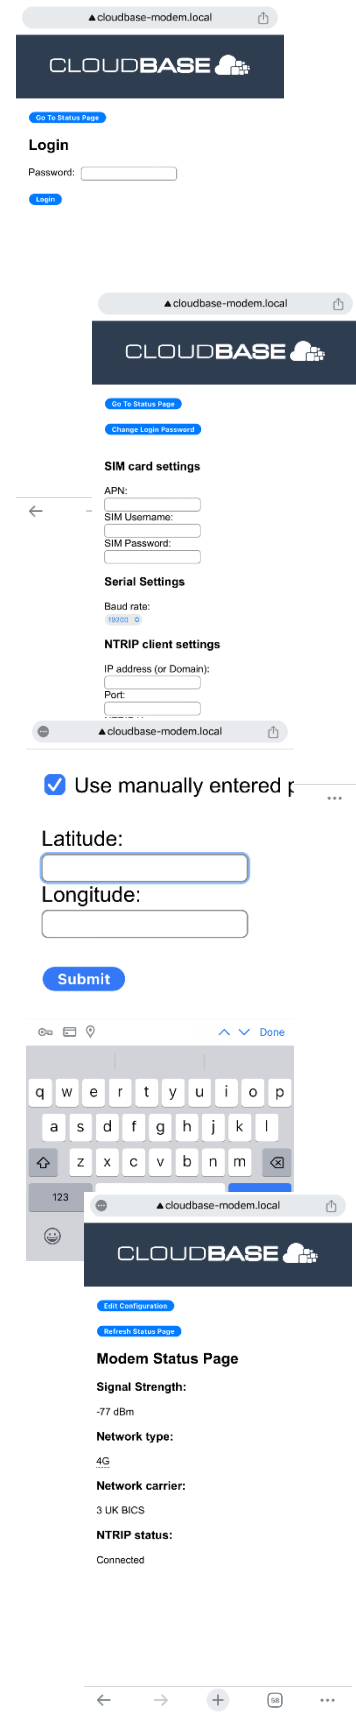 cloudbase-modem.local
CLOUDBASE
Go To Status Page
Login
Password:
Login
cloudbase-modem.local
CLOUDBASE
Go To Status Page
Change Login Password
SIM card settings
APN:
SIM Username:
SIM Password:
Serial Settings
Baud rate:
19200
NTRIP client settings
IP address (or Domain):
Port:
cloudbase-modem.local
Use manually entered p
Latitude:
Longitude:
Submit
Done
q w e r t y u i o p
a s d f g h j k l
z x c v b n m
123
cloudbase-modem.local
CLOUDBASE
Edit Configuration
Refresh Status Page
Modem Status Page
Signal Strength:
-77 dBm
Network type:
4G
Network carrier:
3 UK BICS
NTRIP status:
Connected
58